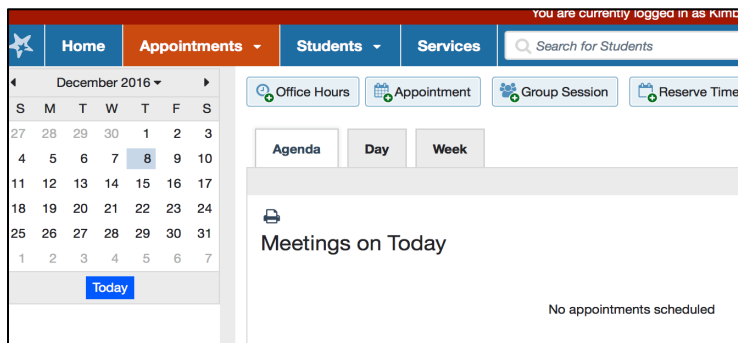 You are currently logged in as Kimb
Home Appointments Students Services Search for Students
December 2016
S M T W T F S
27 28 29 30 1 2 3
4 5 6 7 8 9 10
11 12 13 14 15 16 17
18 19 20 21 22 23 24
25 26 27 28 29 30 31
1 2 3 4 5 6 7
Today
Office Hours Appointment Group Session Reserve Time
Agenda Day Week
Meetings on Today
No appointments scheduled